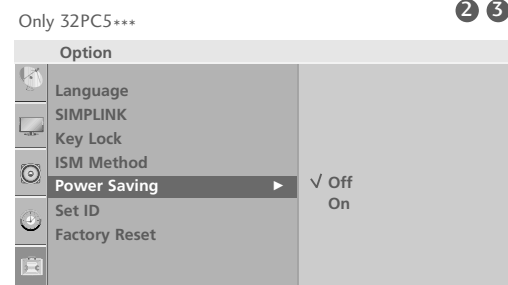 Only 32PC5***
2 3
Option
Language
SIMPLINK
Key Lock
ISM Method
Power Saving ► √ Off
On
Set ID
Factory Reset